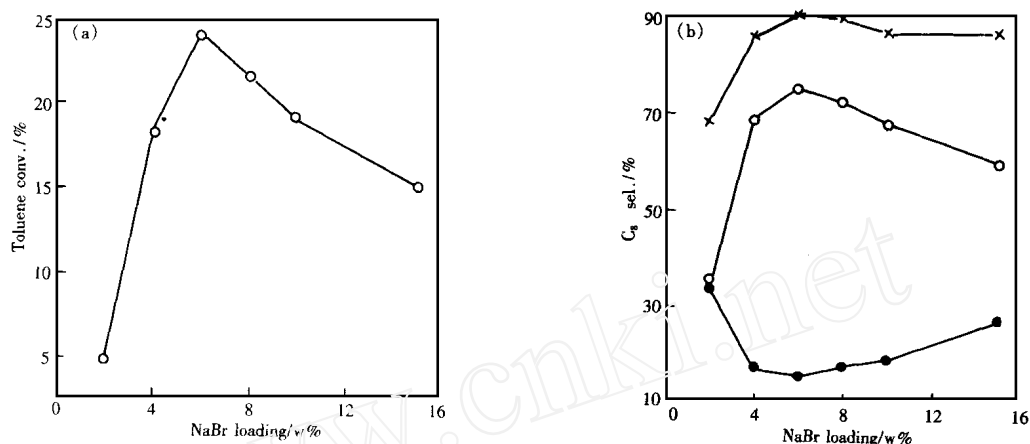 (a)
25
20
15
10
5
Toluene conv./%
0
4
8
12
16
NaBr loading/w%
(b)
90
70
50
30
10
C₈ sel./%
0
4
8
12
16
NaBr loading/w%
www.cnki.net